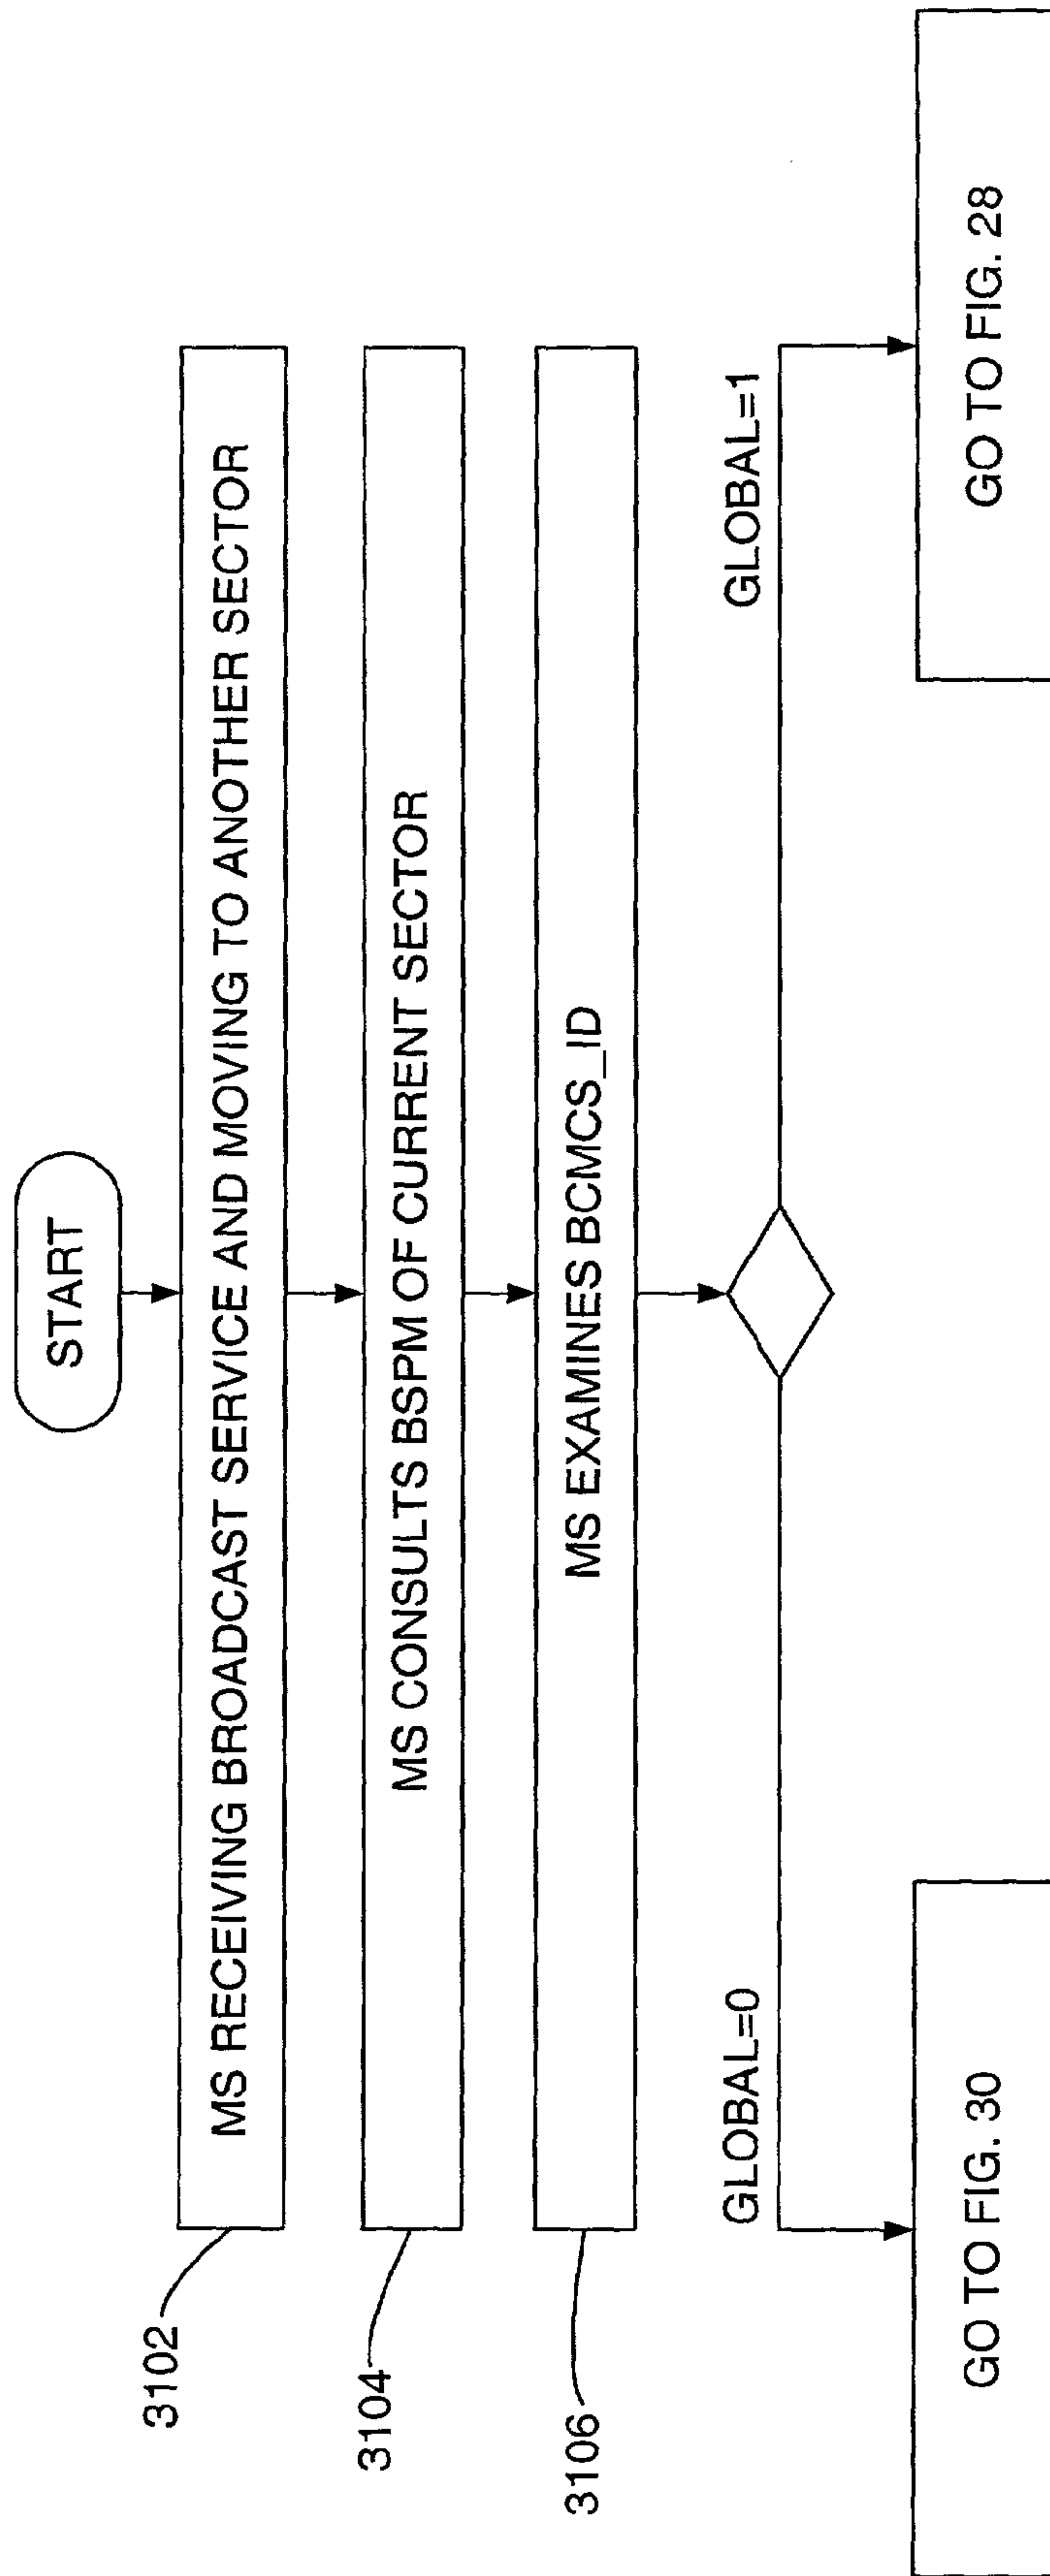 START
3102
MS RECEIVING BROADCAST SERVICE AND MOVING TO ANOTHER SECTOR
3104
MS CONSULTS BSPM OF CURRENT SECTOR
3106
MS EXAMINES BCMCS_ID
GLOBAL=0
GLOBAL=1
GO TO FIG. 30
GO TO FIG. 28